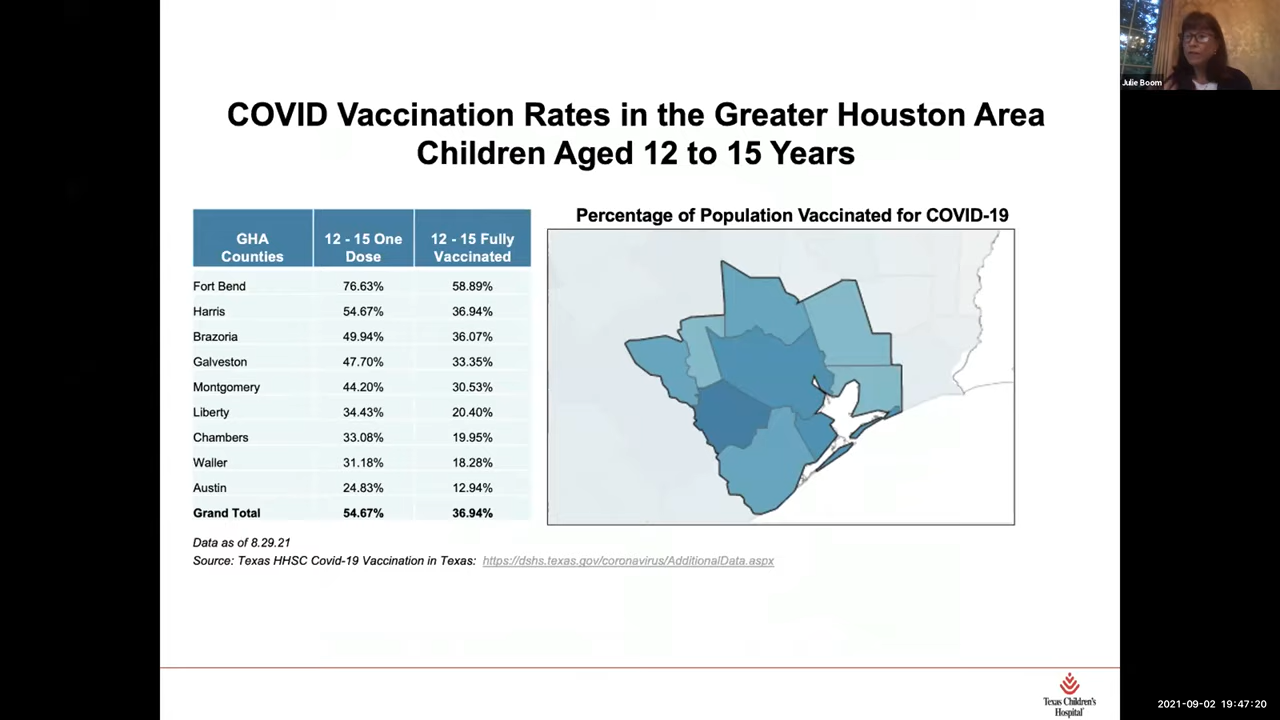 Julie Boom
COVID Vaccination Rates in the Greater Houston Area
Children Aged 12 to 15 Years
GHA Counties 12 - 15 One Dose 12 - 15 Fully Vaccinated
Fort Bend 76.63% 58.89%
Harris 54.67% 36.94%
Brazoria 49.94% 36.07%
Galveston 47.70% 33.35%
Montgomery 44.20% 30.53%
Liberty 34.43% 20.40%
Chambers 33.08% 19.95%
Waller 31.18% 18.28%
Austin 24.83% 12.94%
Grand Total 54.67% 36.94%
Percentage of Population Vaccinated for COVID-19
Data as of 8.29.21
Source: Texas HHSC Covid-19 Vaccination in Texas: https://dshs.texas.gov/coronavirus/AdditionalData.aspx
Texas Children's
Hospital
2021-09-02 19:47:20